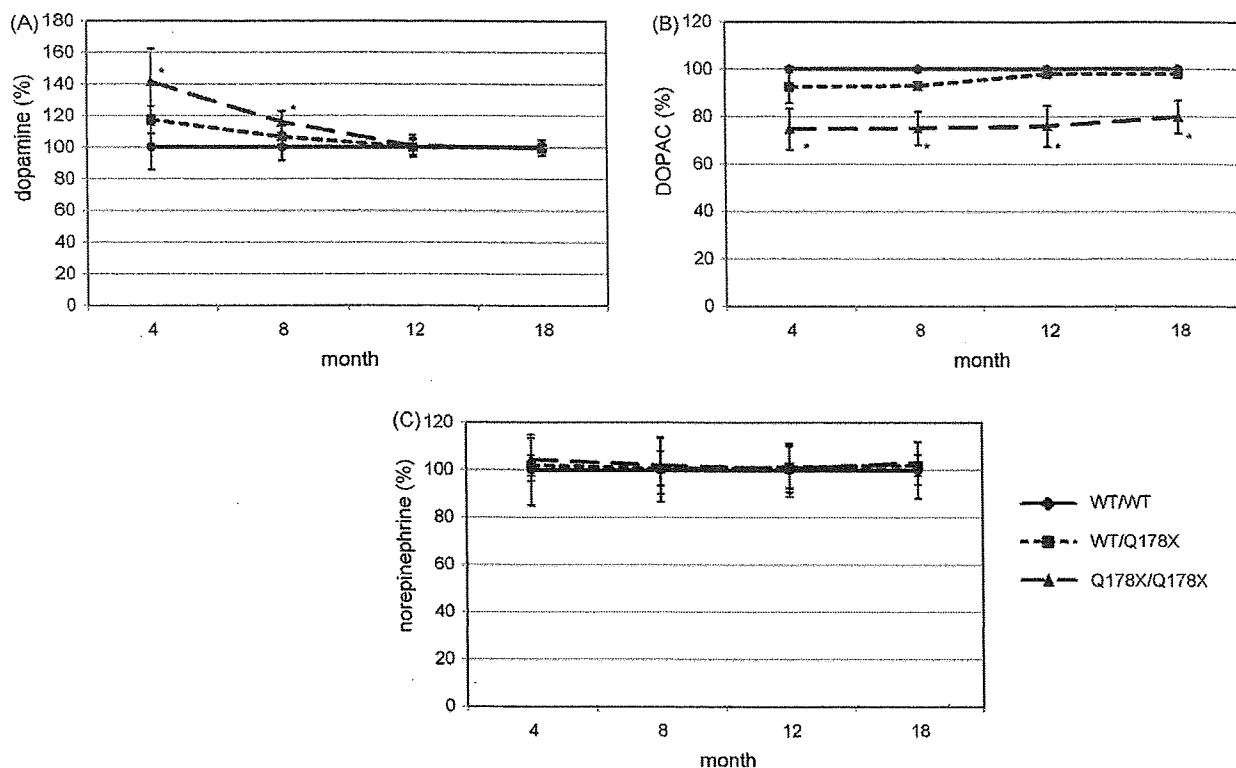 (A)
180
160
140
120
100
80
60
40
20
0
dopamine (%)
*
*
4 8 12 18
month
(B)
120
100
80
60
40
20
0
DOPAC (%)
* * * *
4 8 12 18
month
(C)
120
100
80
60
40
20
0
norepinephrine (%)
4 8 12 18
month
WT/WT
WT/Q178X
Q178X/Q178X